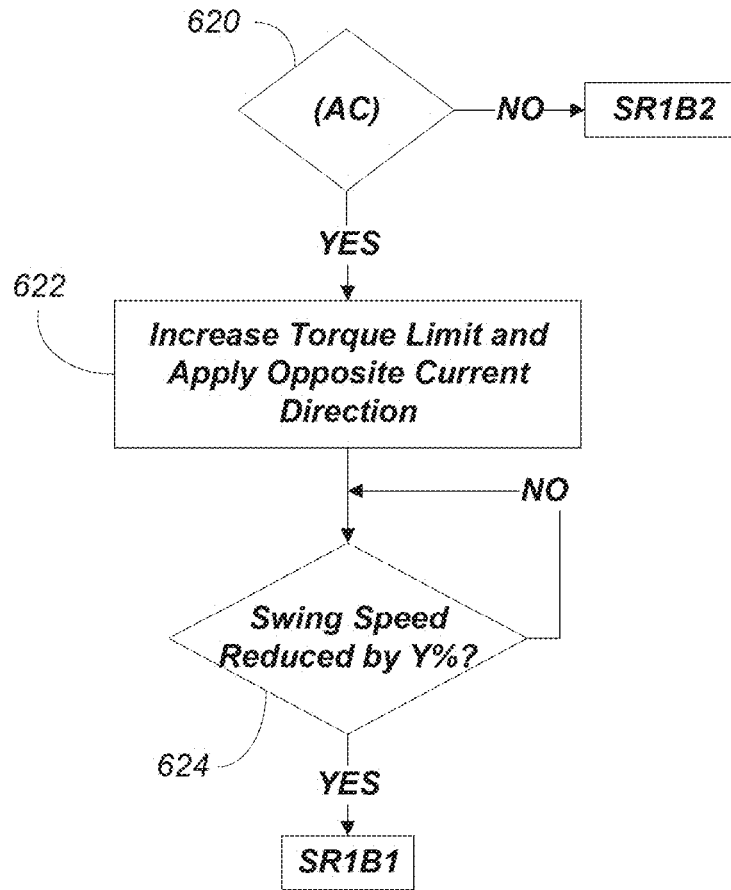 620
(AC)
NO
SR1B2
YES
622
Increase Torque Limit and
Apply Opposite Current
Direction
NO
Swing Speed
Reduced by Y%?
624
YES
SR1B1